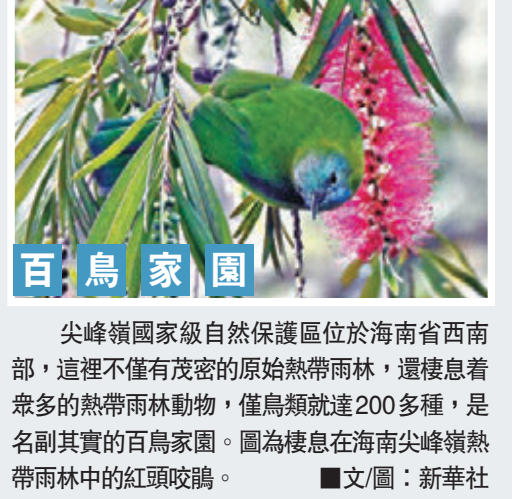 百鳥家園
尖峰嶺國家級自然保護區位於海南省西南
部，這裡不僅有茂密的原始熱帶雨林，還棲息着
眾多的熱帶雨林動物，僅鳥類就達200多種，是
名副其實的百鳥家園。圖為棲息在海南尖峰嶺熱
帶雨林中的紅頭咬鵑。 ■文/圖：新華社